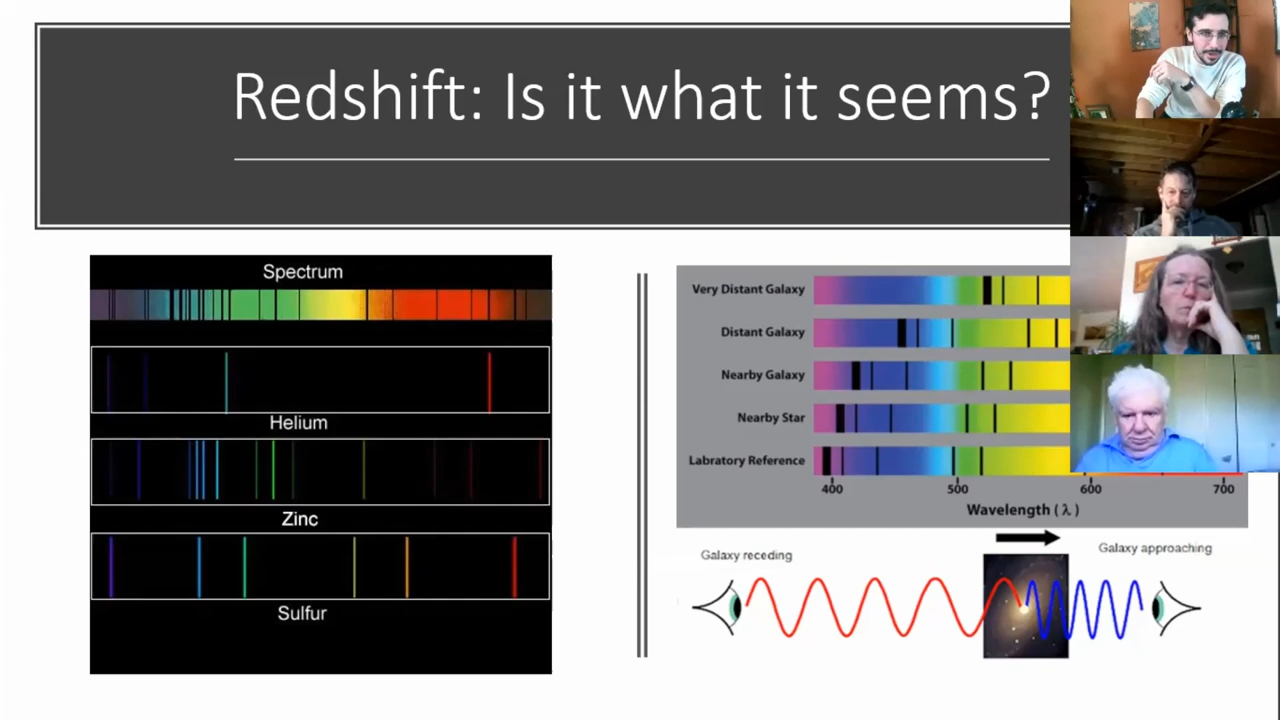 Redshift: Is it what it seems?
Spectrum
Helium
Zinc
Sulfur
Very Distant Galaxy
Distant Galaxy
Nearby Galaxy
Nearby Star
Labratory Reference
400 500 600 700
Wavelength ( λ )
Galaxy receding
Galaxy approaching